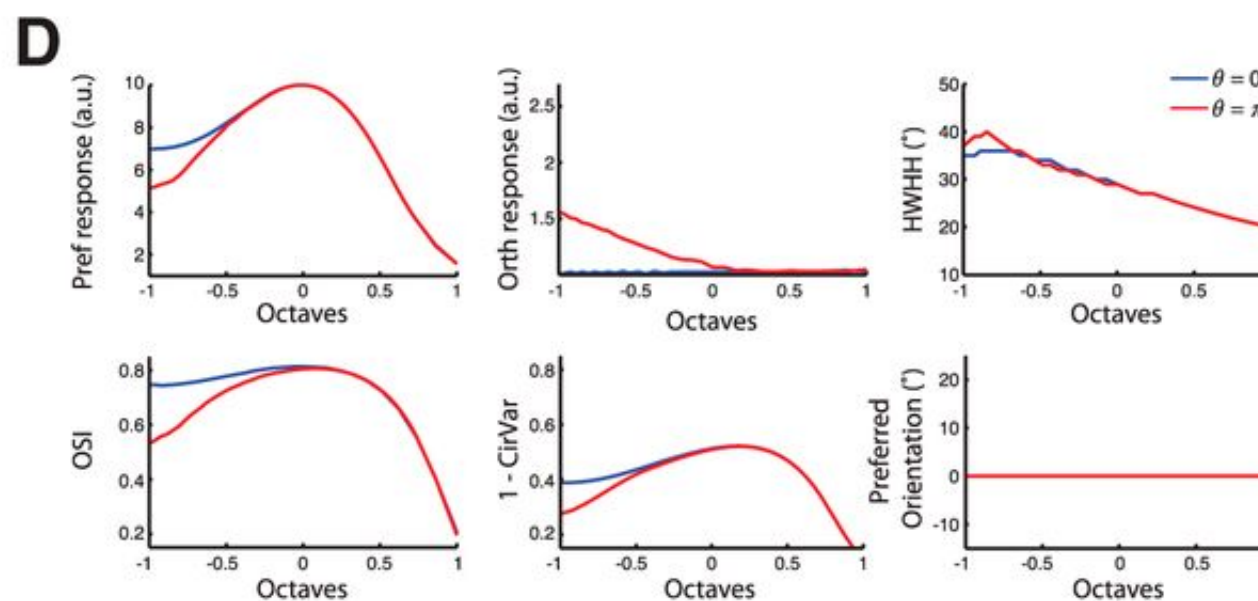 D
Pref response (a.u.)
10
8
6
4
2
-1 -0.5 0 0.5 1
Octaves
Orth response (a.u.)
2.5
2
1.5
-1 -0.5 0 0.5 1
Octaves
HWHH (°)
50
40
30
20
10
-1 -0.5 0 0.5
Octaves
θ = 0
θ = π
OSI
0.8
0.6
0.4
0.2
-1 -0.5 0 0.5 1
Octaves
1 - CirVar
0.8
0.6
0.4
0.2
-1 -0.5 0 0.5 1
Octaves
Preferred
Orientation (°)
20
10
0
-10
-1 -0.5 0 0.5
Octaves